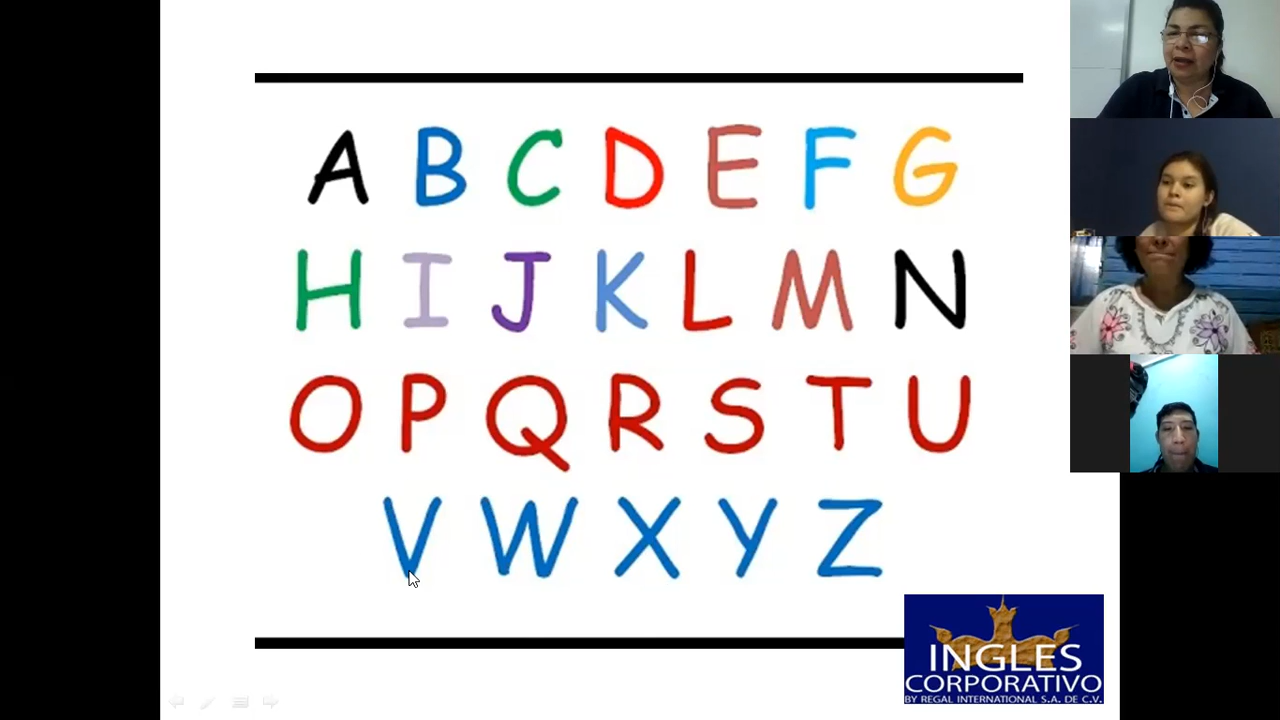 A B C D E F G
H I J K L M N
O P Q R S T U
V W X Y Z
INGLES
CORPORATIVO
BY REGAL INTERNATIONAL S.A. DE C.V.